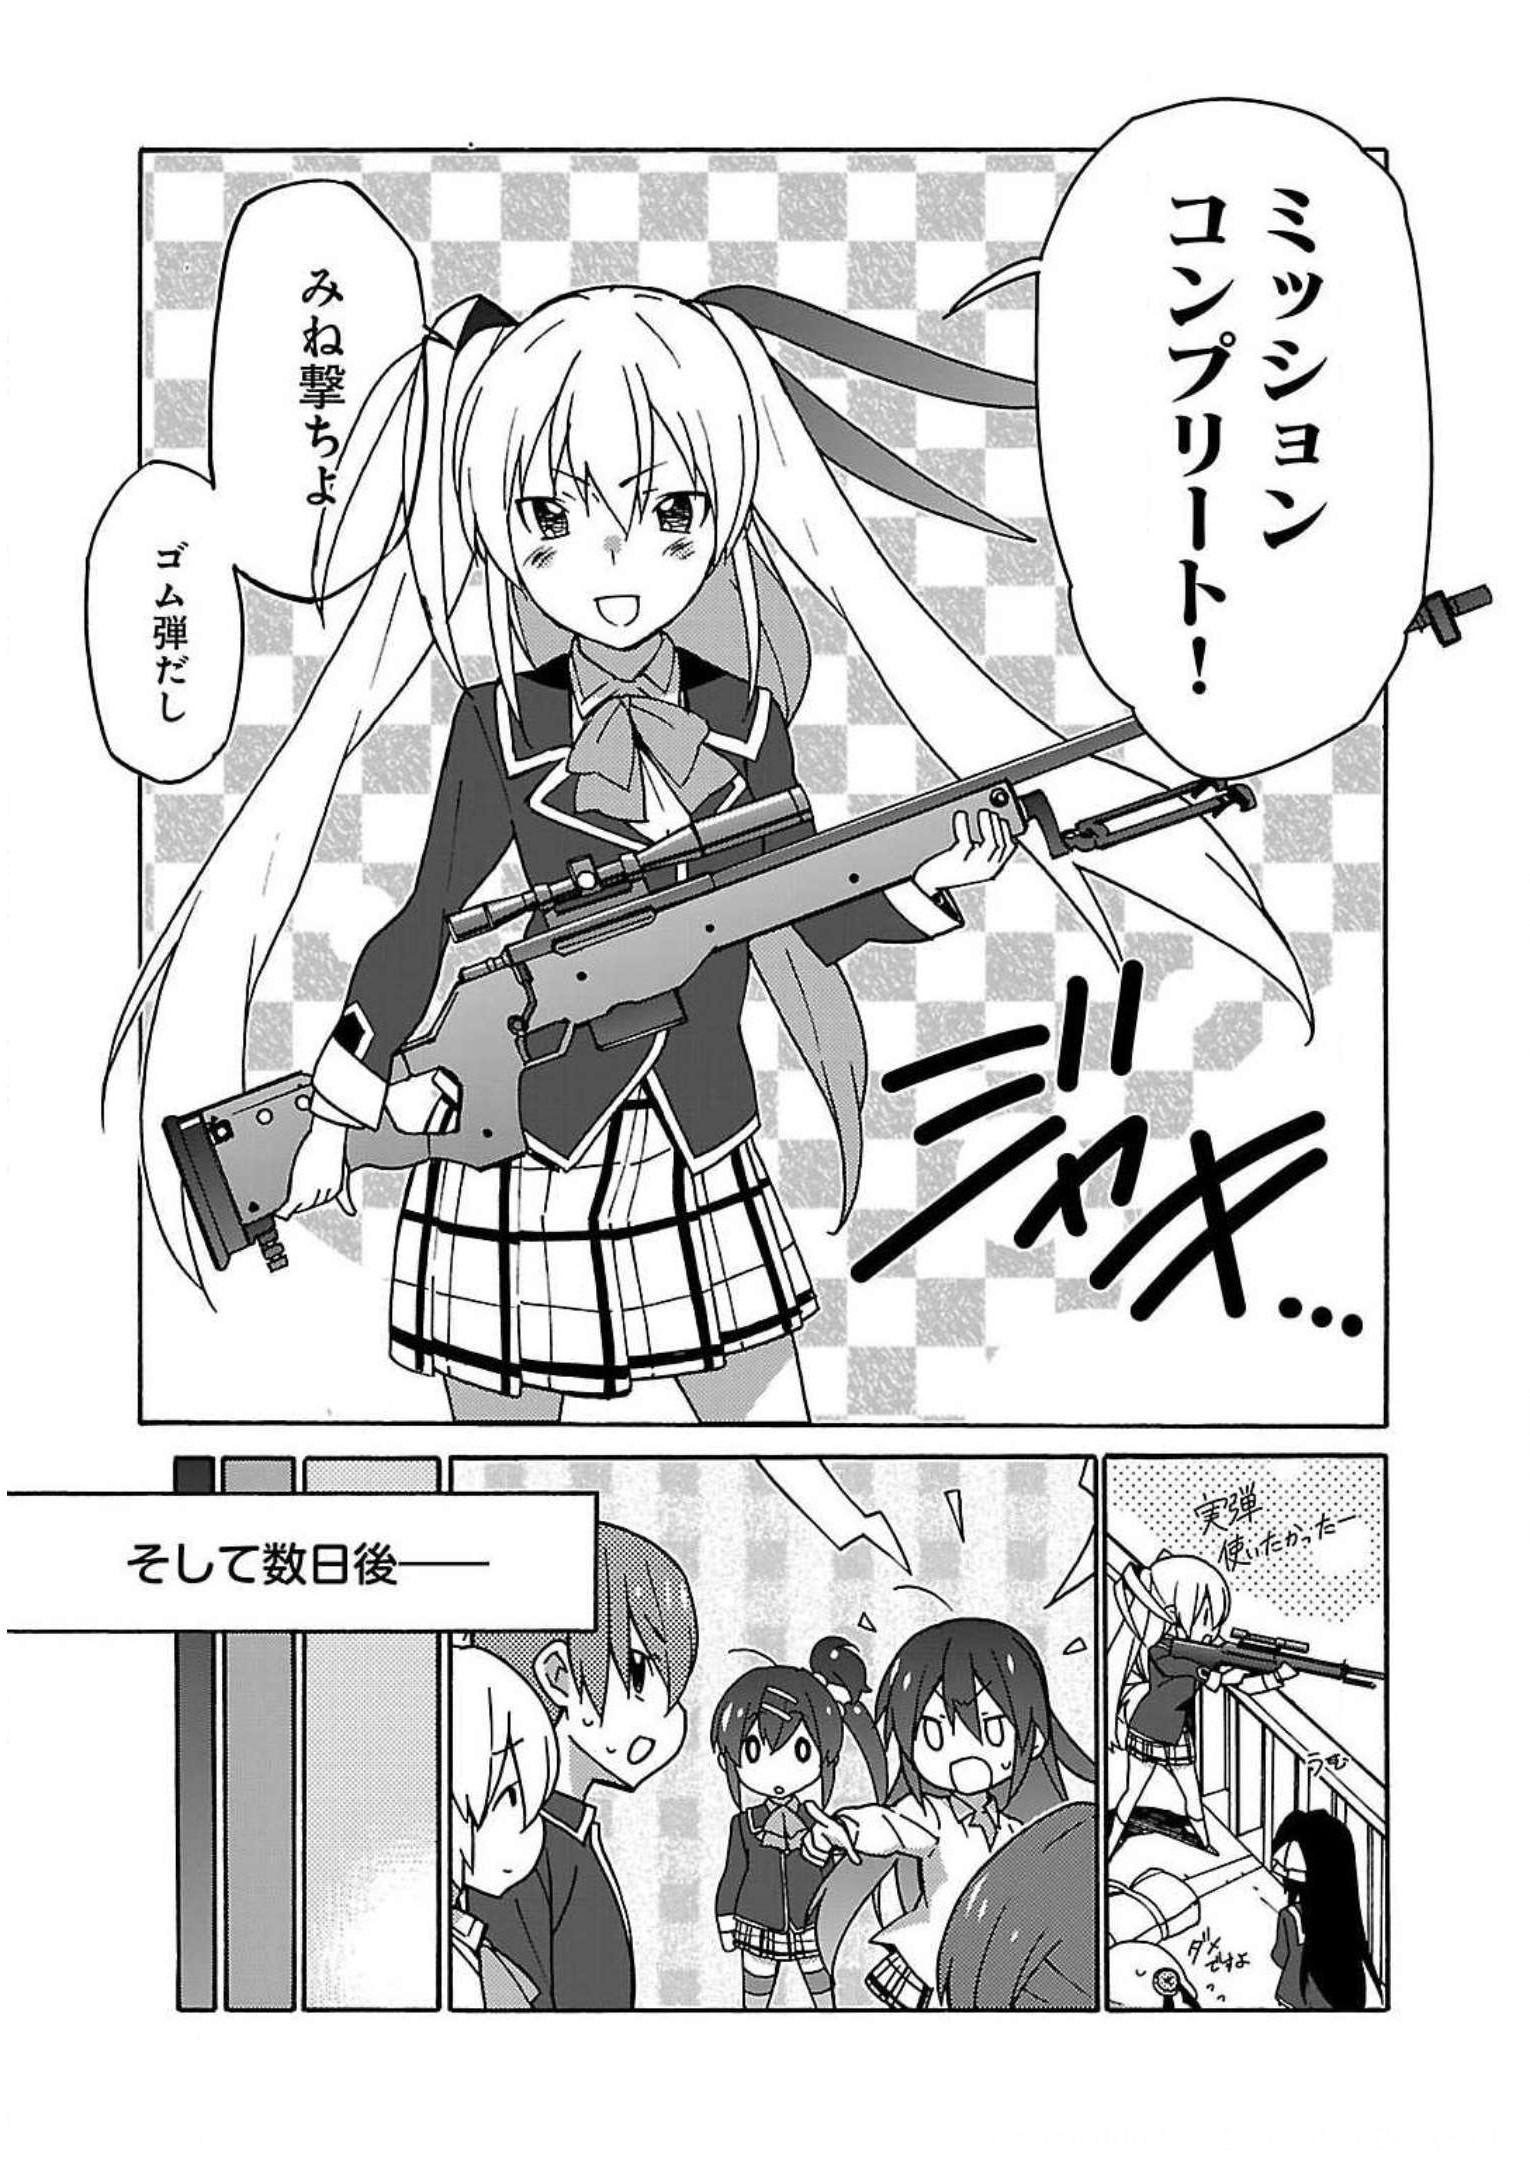 ミッション
コンプリート!
みね撃ちよ
ゴム弾だし
ジャキ…
実弾
使いたかったー
うむ
ダメ
ですよ
そして数日後──